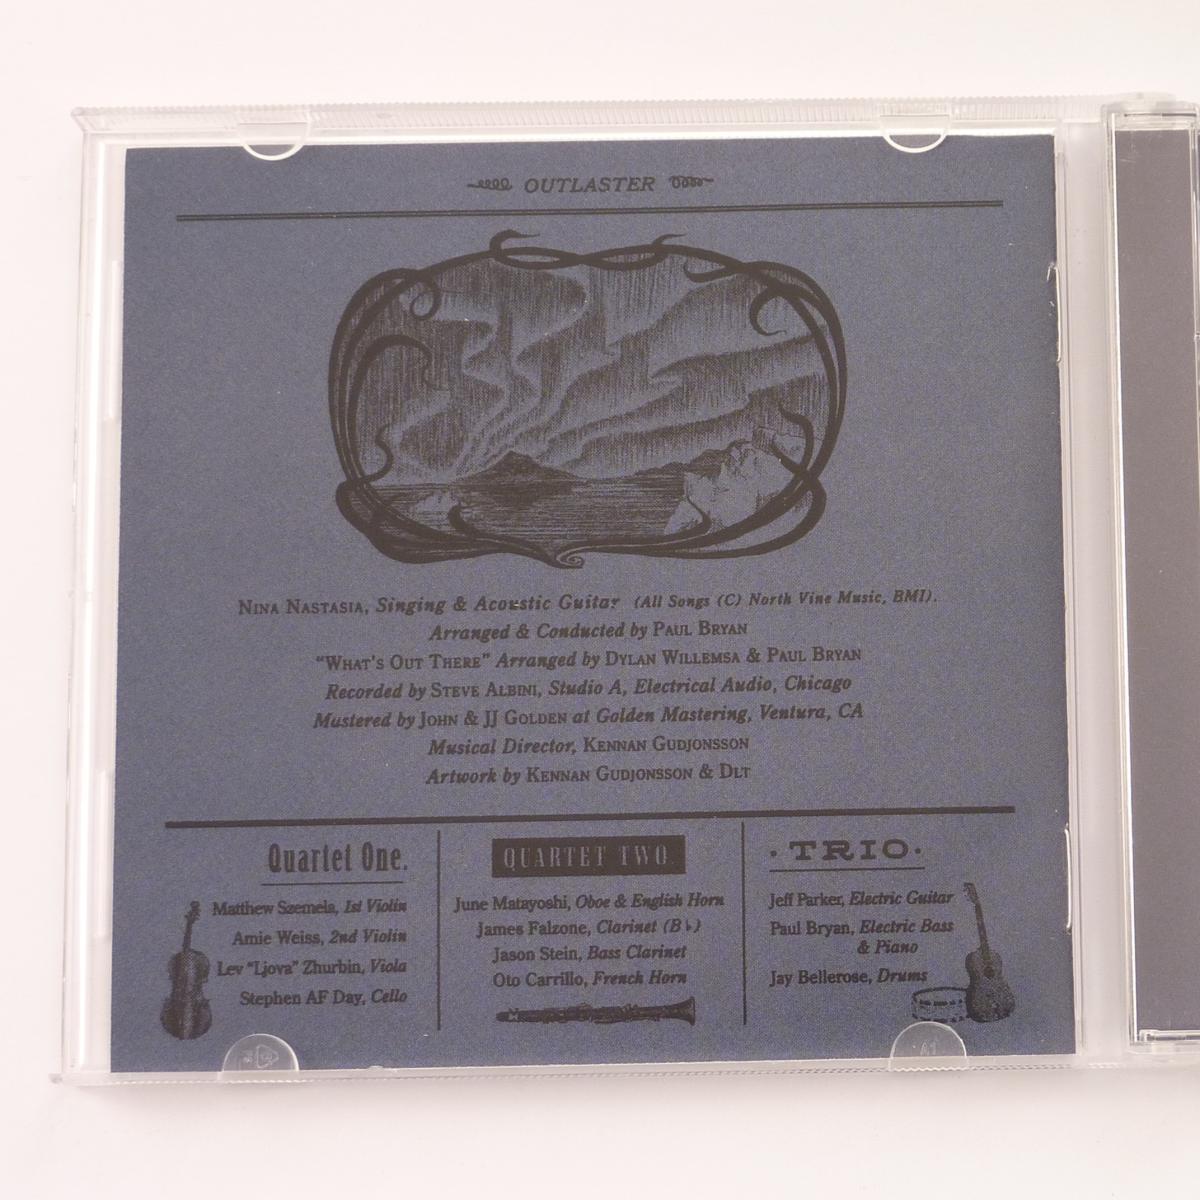 OUTLASTER
NINA NASTASIA, Singing & Acoustic Guitar (All Songs (C) North Vine Music, BMI).
Arranged & Conducted by PAUL BRYAN
"WHAT'S OUT THERE" Arranged by DYLAN WILLEMSA & PAUL BRYAN
Recorded by STEVE ALBINI, Studio A, Electrical Audio, Chicago
Mastered by JOHN & JJ GOLDEN at Golden Mastering, Ventura, CA
Musical Director, KENNAN GUDJONSSON
Artwork by KENNAN GUDJONSSON & DLT
Quartet One.
Matthew Szemela, 1st Violin
Amie Weiss, 2nd Violin
Lev "Ljova" Zhurbin, Viola
Stephen AF Day, Cello
QUARTET TWO
June Matayoshi, Oboe & English Horn
James Falzone, Clarinet (B♭)
Jason Stein, Bass Clarinet
Oto Carrillo, French Horn
· TRIO ·
Jeff Parker, Electric Guitar
Paul Bryan, Electric Bass
& Piano
Jay Bellerose, Drums